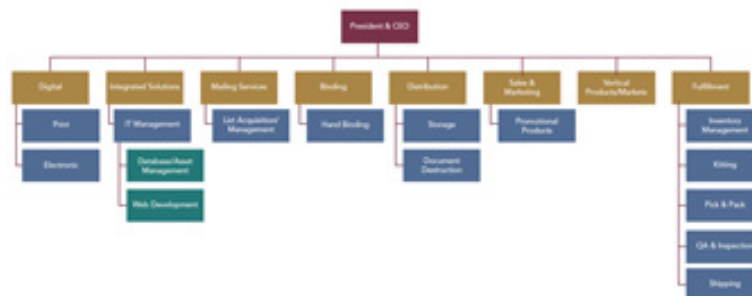 President & CEO
Digital
Integrated Solutions
Mailing Services
Binding
Distribution
Sales &
Marketing
Vertical
Products/Markets
Fulfillment
Print
Electronic
IT Management
Database/Asset
Management
Web Development
List Acquisition/
Management
Hand Binding
Storage
Document
Destruction
Promotional
Products
Inventory
Management
Kitting
Pick & Pack
QA & Inspection
Shipping